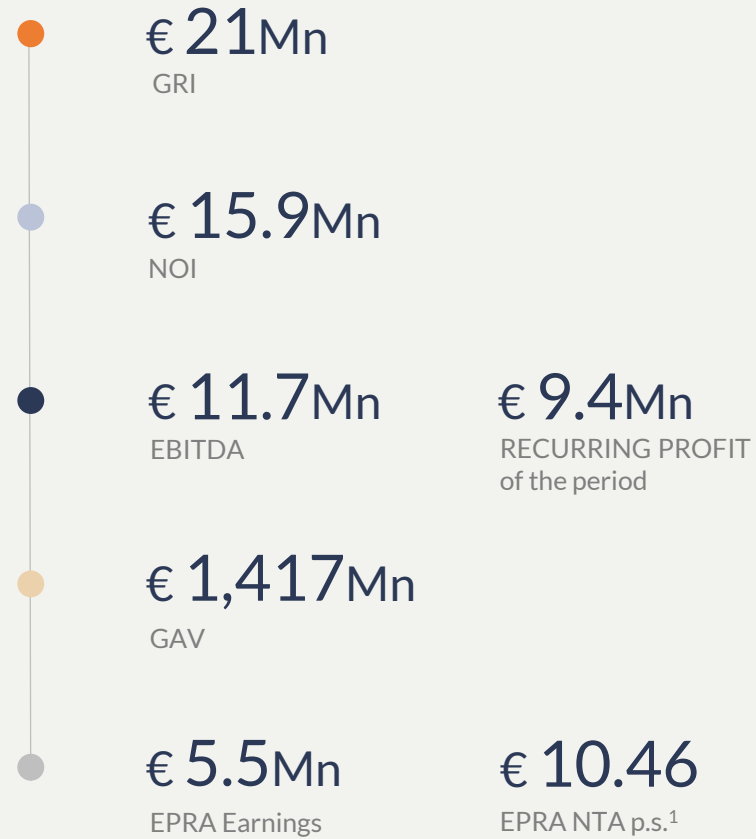 € 21Mn
GRI
€ 15.9Mn
NOI
€ 11.7Mn
EBITDA
€ 9.4Mn
RECURRING PROFIT
of the period
€ 1,417Mn
GAV
€ 5.5Mn
EPRA Earnings
€ 10.46
EPRA NTA p.s.¹